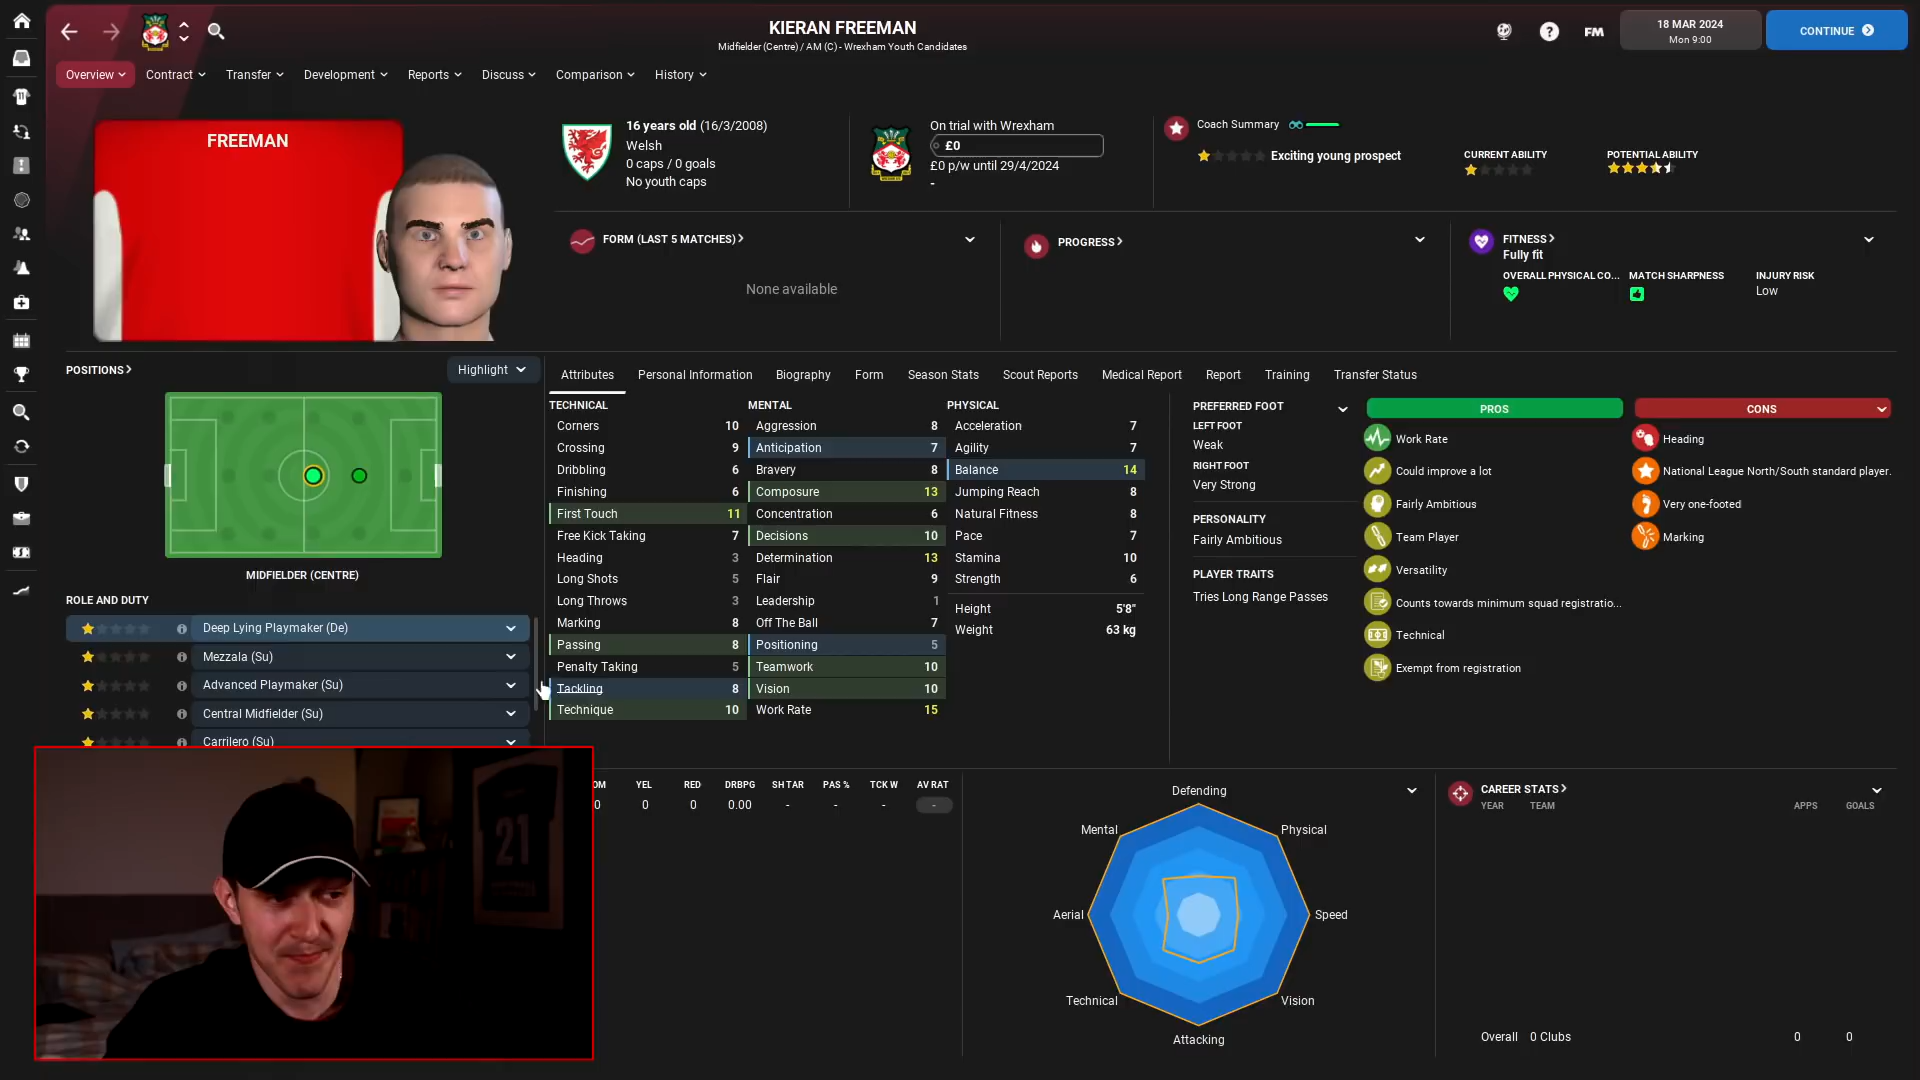 KIERAN FREEMAN
Midfielder (Centre) / AM (C) - Wrexham Youth Candidates
FM
18 MAR 2024
Mon 9:00
CONTINUE
Overview
Contract
Transfer
Development
Reports
Discuss
Comparison
History
FREEMAN
16 years old (16/3/2008)
Welsh
0 caps / 0 goals
No youth caps
On trial with Wrexham
£0
£0 p/w until 29/4/2024
-
Coach Summary
Exciting young prospect
CURRENT ABILITY
POTENTIAL ABILITY
FORM (LAST 5 MATCHES)
None available
PROGRESS
FITNESS
Fully fit
OVERALL PHYSICAL CO...
MATCH SHARPNESS
INJURY RISK
Low
POSITIONS
Highlight
MIDFIELDER (CENTRE)
ROLE AND DUTY
Deep Lying Playmaker (De)
Mezzala (Su)
Advanced Playmaker (Su)
Central Midfielder (Su)
Carrilero (Su)
Attributes
Personal Information
Biography
Form
Season Stats
Scout Reports
Medical Report
Report
Training
Transfer Status
TECHNICAL
Corners 10
Crossing 9
Dribbling 6
Finishing 6
First Touch 11
Free Kick Taking 7
Heading 3
Long Shots 5
Long Throws 3
Marking 8
Passing 8
Penalty Taking 5
Tackling 8
Technique 10
MENTAL
Aggression 8
Anticipation 7
Bravery 8
Composure 13
Concentration 6
Decisions 10
Determination 13
Flair 9
Leadership 1
Off The Ball 7
Positioning 5
Teamwork 10
Vision 10
Work Rate 15
PHYSICAL
Acceleration 7
Agility 7
Balance 14
Jumping Reach 8
Natural Fitness 8
Pace 7
Stamina 10
Strength 6
Height 5'8"
Weight 63 kg
PREFERRED FOOT
LEFT FOOT
Weak
RIGHT FOOT
Very Strong
PERSONALITY
Fairly Ambitious
PLAYER TRAITS
Tries Long Range Passes
PROS
Work Rate
Could improve a lot
Fairly Ambitious
Team Player
Versatility
Counts towards minimum squad registratio...
Technical
Exempt from registration
CONS
Heading
National League North/South standard player.
Very one-footed
Marking
OM YEL RED DRBPG SH TAR PAS % TCK W AV RAT
0 0 0 0.00 - - - -
21
Defending
Mental
Physical
Aerial
Speed
Technical
Vision
Attacking
CAREER STATS
YEAR TEAM APPS GOALS
Overall 0 Clubs 0 0